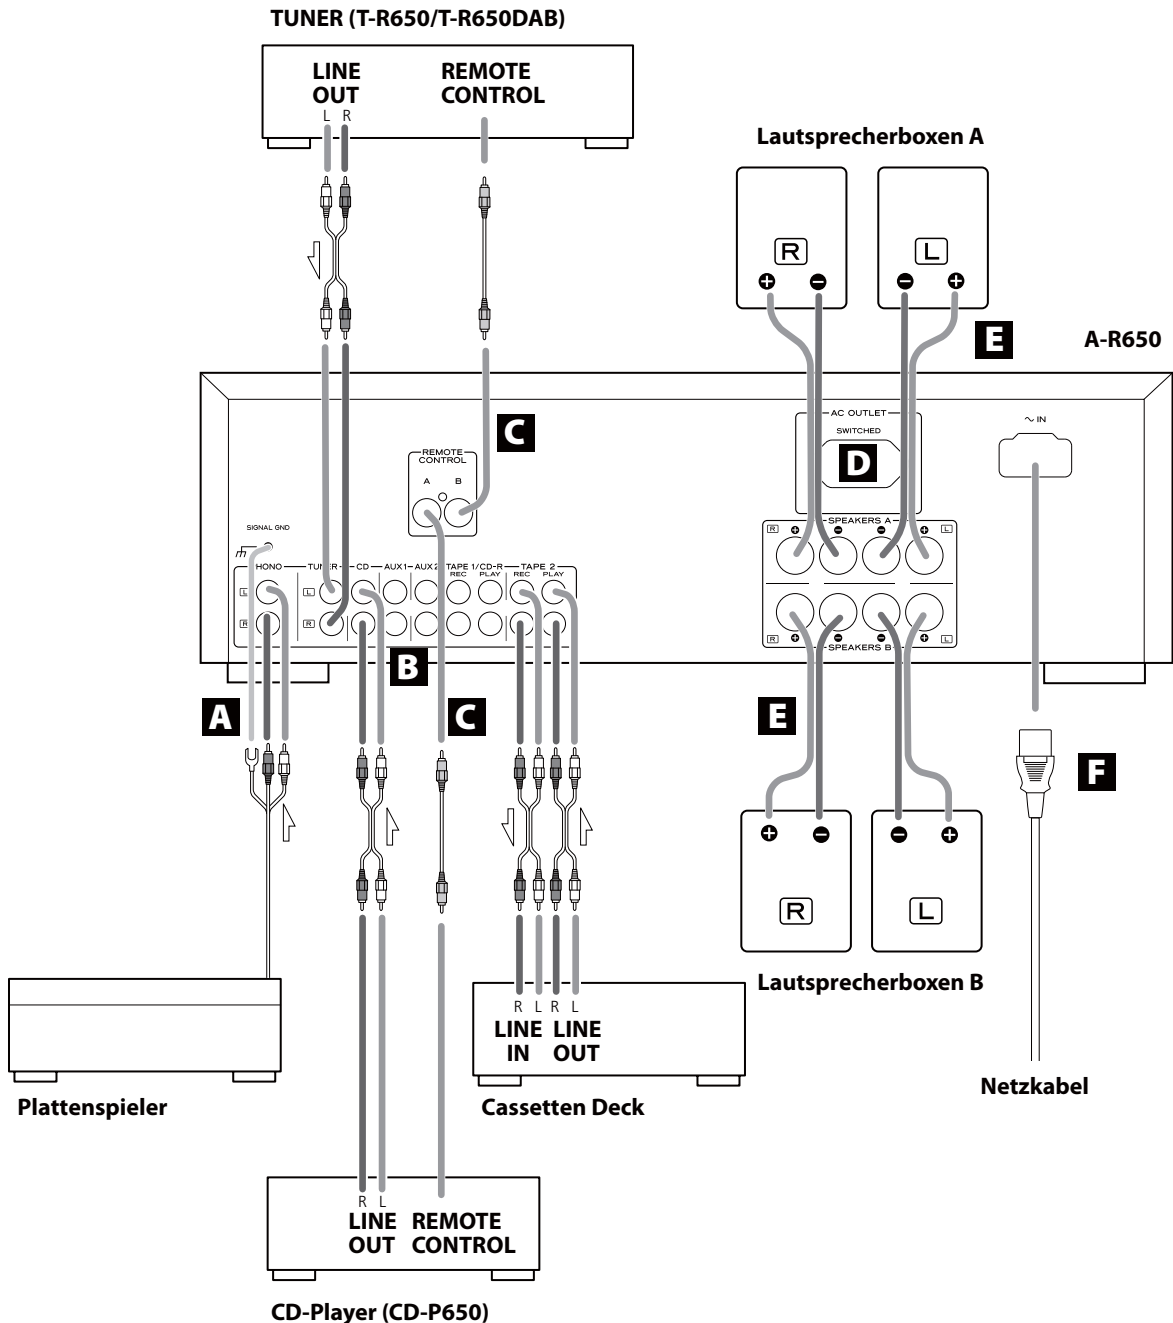 TUNER (T-R650/T-R650DAB)
LINE OUT
REMOTE CONTROL
L R
Lautsprecherboxen A
R
L
E
A-R650
C
AC OUTLET
SWITCHED
D
∼ IN
REMOTE CONTROL
A B
SIGNAL GND
SPEAKERS A
R L
PHONO TUNER CD AUX1 AUX2 TAPE 1/CD-R TAPE 2
REC PLAY REC PLAY
L L
R R
R L
SPEAKERS B
B
A
C
E
F
R
L
Lautsprecherboxen B
R L R L
LINE IN
LINE OUT
Netzkabel
Plattenspieler
Cassetten Deck
R L
LINE OUT
REMOTE CONTROL
CD-Player (CD-P650)